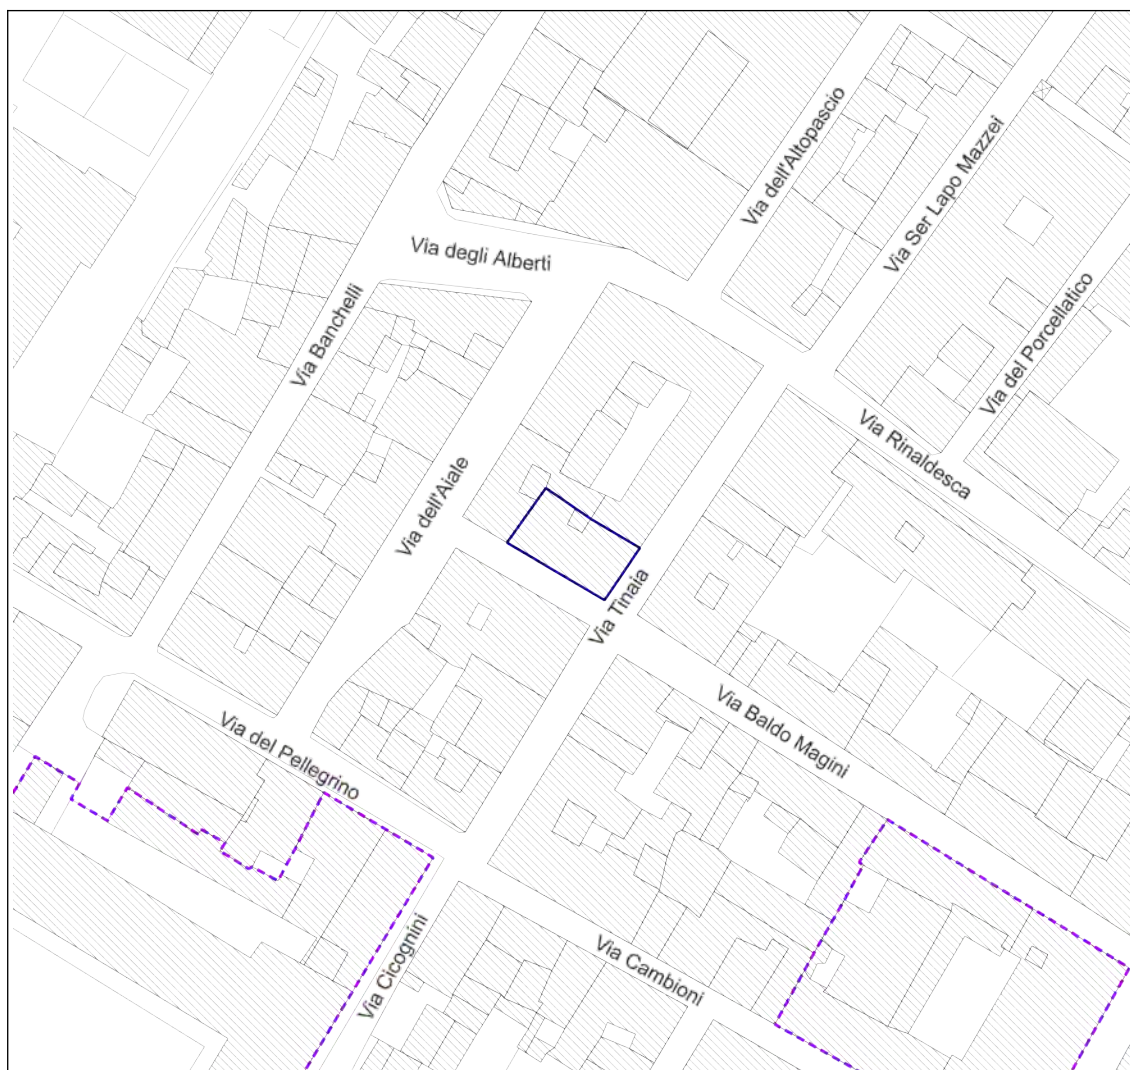 Via dell'Altopascio
Via Ser Lapo Mazzei
Via degli Alberti
Via Banchelli
Via del Porcellatico
Via Rinaldesca
Via dell'Aiale
Via Tinaia
Via Baldo Magini
Via del Pellegrino
Via Cicognini
Via Cambioni